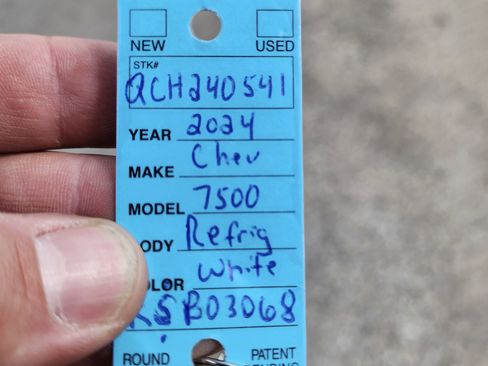 NEW USED
STK#
QCH240541
YEAR 2024
MAKE Chev
MODEL 7500
ODY Refrig
OLOR White
SB03068
ROUND PATENT